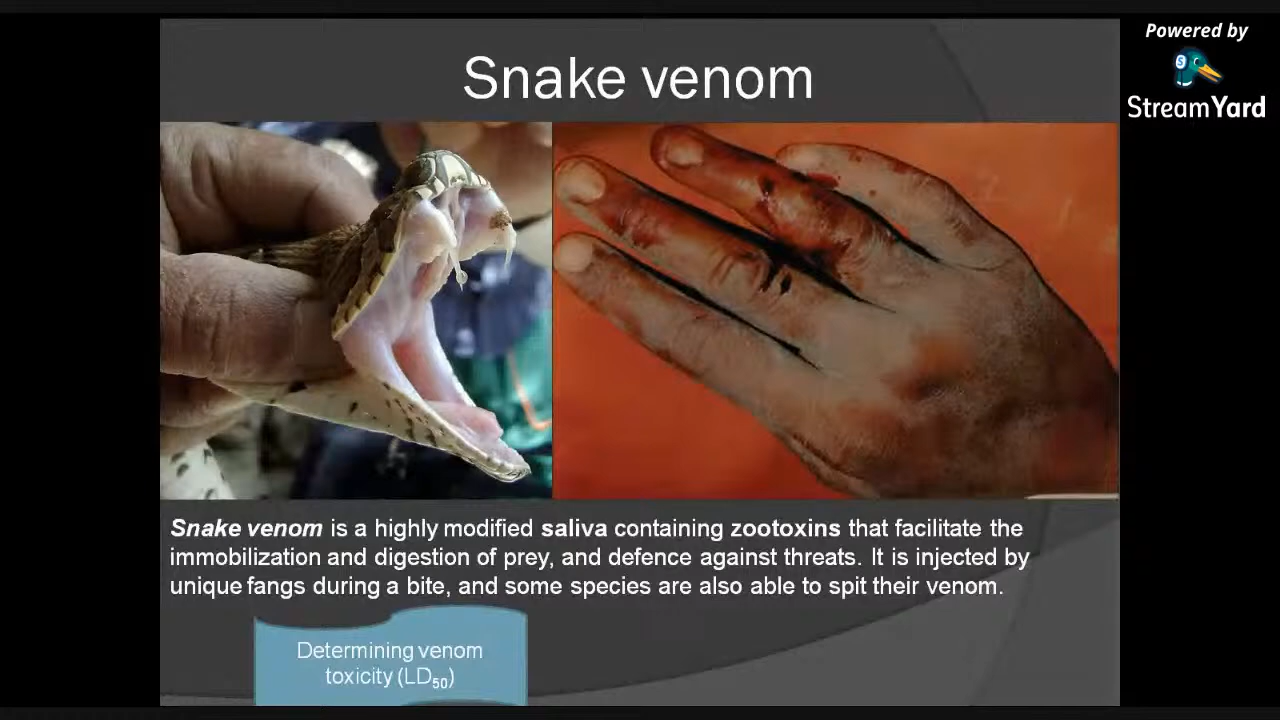 Powered by
StreamYard
Snake venom
Snake venom is a highly modified saliva containing zootoxins that facilitate the
immobilization and digestion of prey, and defence against threats. It is injected by
unique fangs during a bite, and some species are also able to spit their venom.
Determining venom
toxicity (LD₅₀)